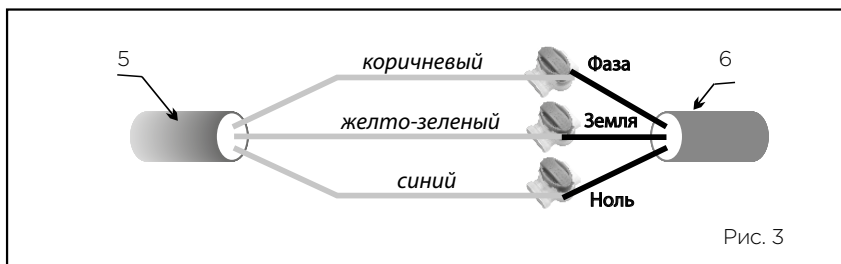 5
коричневый
Фаза
6
желто-зеленый
Земля
синий
Ноль
Рис. 3